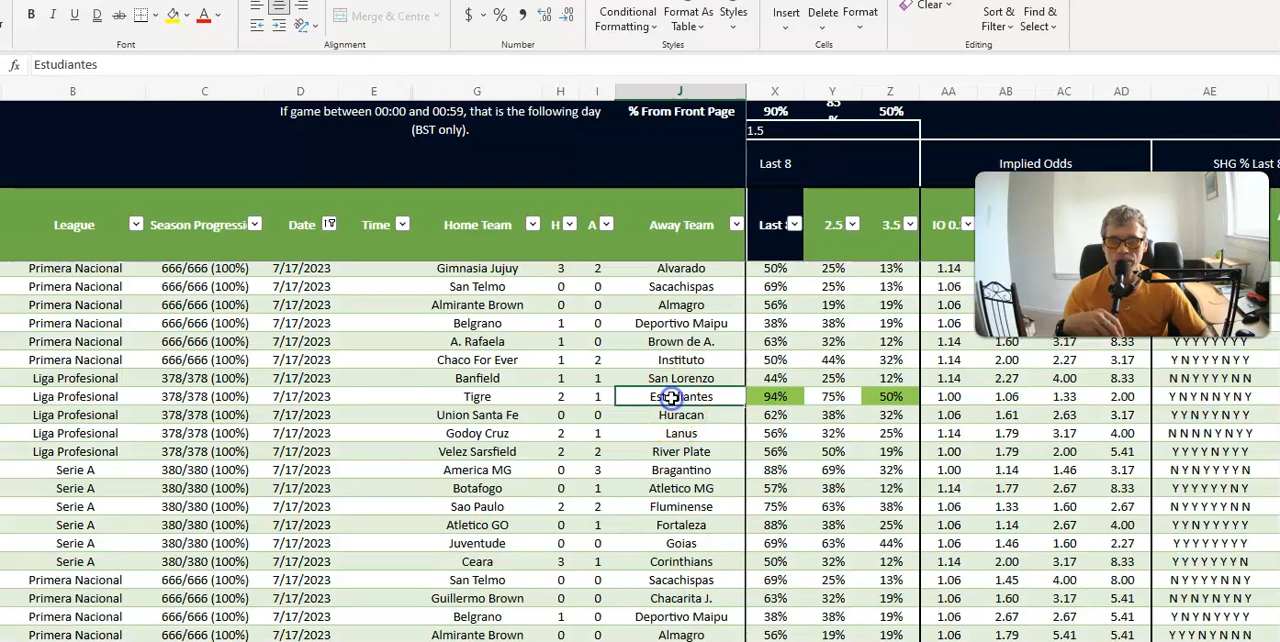 B I U D ab A Merge & Centre $ % , Conditional Formatting Format As Table Styles Insert Delete Format Clear Sort & Filter Find & Select
Font Alignment Number Styles Cells Editing
fx Estudiantes
B C D E G H I J X Y Z AA AB AC AD AE
If game between 00:00 and 00:59, that is the following day % From Front Page 90% 85 % 50%
(BST only). 1.5
Last 8 Implied Odds SHG % Last 8
League Season Progressi Date Time Home Team H A Away Team Last 2.5 3.5 IO 0.
Primera Nacional 666/666 (100%) 7/17/2023 Gimnasia Jujuy 3 2 Alvarado 50% 25% 13% 1.14
Primera Nacional 666/666 (100%) 7/17/2023 San Telmo 0 0 Sacachispas 69% 25% 13% 1.06
Primera Nacional 666/666 (100%) 7/17/2023 Almirante Brown 0 0 Almagro 56% 19% 19% 1.06
Primera Nacional 666/666 (100%) 7/17/2023 Belgrano 1 0 Deportivo Maipu 38% 38% 19% 1.06
Primera Nacional 666/666 (100%) 7/17/2023 A. Rafaela 1 0 Brown de A. 63% 32% 12% 1.14 1.60 3.17 8.33 Y Y Y Y Y Y Y Y
Primera Nacional 666/666 (100%) 7/17/2023 Chaco For Ever 1 2 Instituto 50% 44% 32% 1.14 2.00 2.27 3.17 Y N Y Y Y N Y Y
Liga Profesional 378/378 (100%) 7/17/2023 Banfield 1 1 San Lorenzo 44% 25% 12% 1.14 2.27 4.00 8.33 Y Y Y Y Y Y N N
Liga Profesional 378/378 (100%) 7/17/2023 Tigre 2 1 Estudiantes 94% 75% 50% 1.00 1.06 1.33 2.00 Y N Y N N Y N Y
Liga Profesional 378/378 (100%) 7/17/2023 Union Santa Fe 0 0 Huracan 62% 38% 32% 1.06 1.61 2.63 3.17 Y Y N Y Y Y Y Y
Liga Profesional 378/378 (100%) 7/17/2023 Godoy Cruz 2 1 Lanus 56% 32% 25% 1.14 1.79 3.17 4.00 N N N N Y N Y Y
Liga Profesional 378/378 (100%) 7/17/2023 Velez Sarsfield 2 2 River Plate 56% 50% 19% 1.06 1.79 2.00 5.41 Y Y Y Y Y Y Y Y
Serie A 380/380 (100%) 7/17/2023 America MG 0 3 Bragantino 88% 69% 32% 1.00 1.14 1.46 3.17 N Y N Y Y Y Y N
Serie A 380/380 (100%) 7/17/2023 Botafogo 0 1 Atletico MG 57% 38% 12% 1.14 1.77 2.67 8.33 Y Y Y Y Y Y N Y
Serie A 380/380 (100%) 7/17/2023 Sao Paulo 2 2 Fluminense 75% 63% 38% 1.06 1.33 1.60 2.67 N Y Y Y Y Y N N
Serie A 380/380 (100%) 7/17/2023 Atletico GO 0 1 Fortaleza 88% 38% 25% 1.06 1.14 2.67 4.00 Y Y N Y Y Y Y Y
Serie A 380/380 (100%) 7/17/2023 Juventude 0 0 Goias 69% 63% 44% 1.06 1.46 1.60 2.27 Y Y Y Y Y Y Y Y
Serie A 380/380 (100%) 7/17/2023 Ceara 3 1 Corinthians 50% 32% 12% 1.14 2.00 3.17 8.33 Y Y Y Y Y Y Y N
Primera Nacional 666/666 (100%) 7/17/2023 San Telmo 0 0 Sacachispas 69% 25% 13% 1.06 1.45 4.00 8.00 N Y Y Y Y N N Y
Primera Nacional 666/666 (100%) 7/17/2023 Guillermo Brown 0 0 Chacarita J. 63% 32% 19% 1.06 1.60 3.17 5.41 N Y Y Y Y Y N Y
Primera Nacional 666/666 (100%) 7/17/2023 Belgrano 1 0 Deportivo Maipu 38% 38% 19% 1.06 2.67 2.67 5.41 Y N Y N Y Y Y Y
Primera Nacional 666/666 (100%) 7/17/2023 Almirante Brown 0 0 Almagro 56% 19% 19% 1.06 1.79 5.41 5.41 Y Y Y N N Y Y N